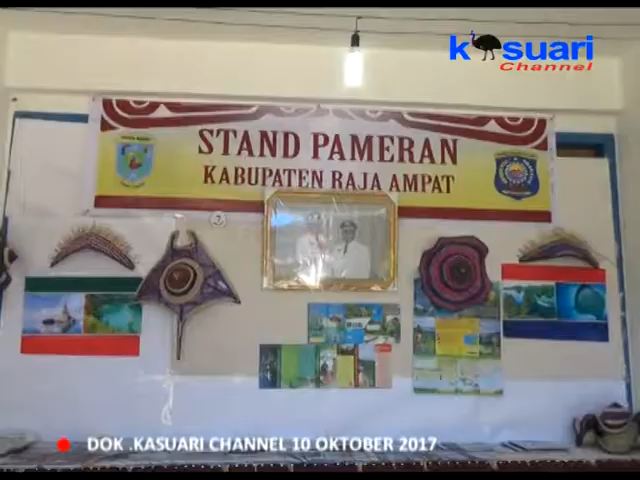 kasuari
Channel
STAND PAMERAN
KABUPATEN RAJA AMPAT
DOK .KASUARI CHANNEL 10 OKTOBER 2017